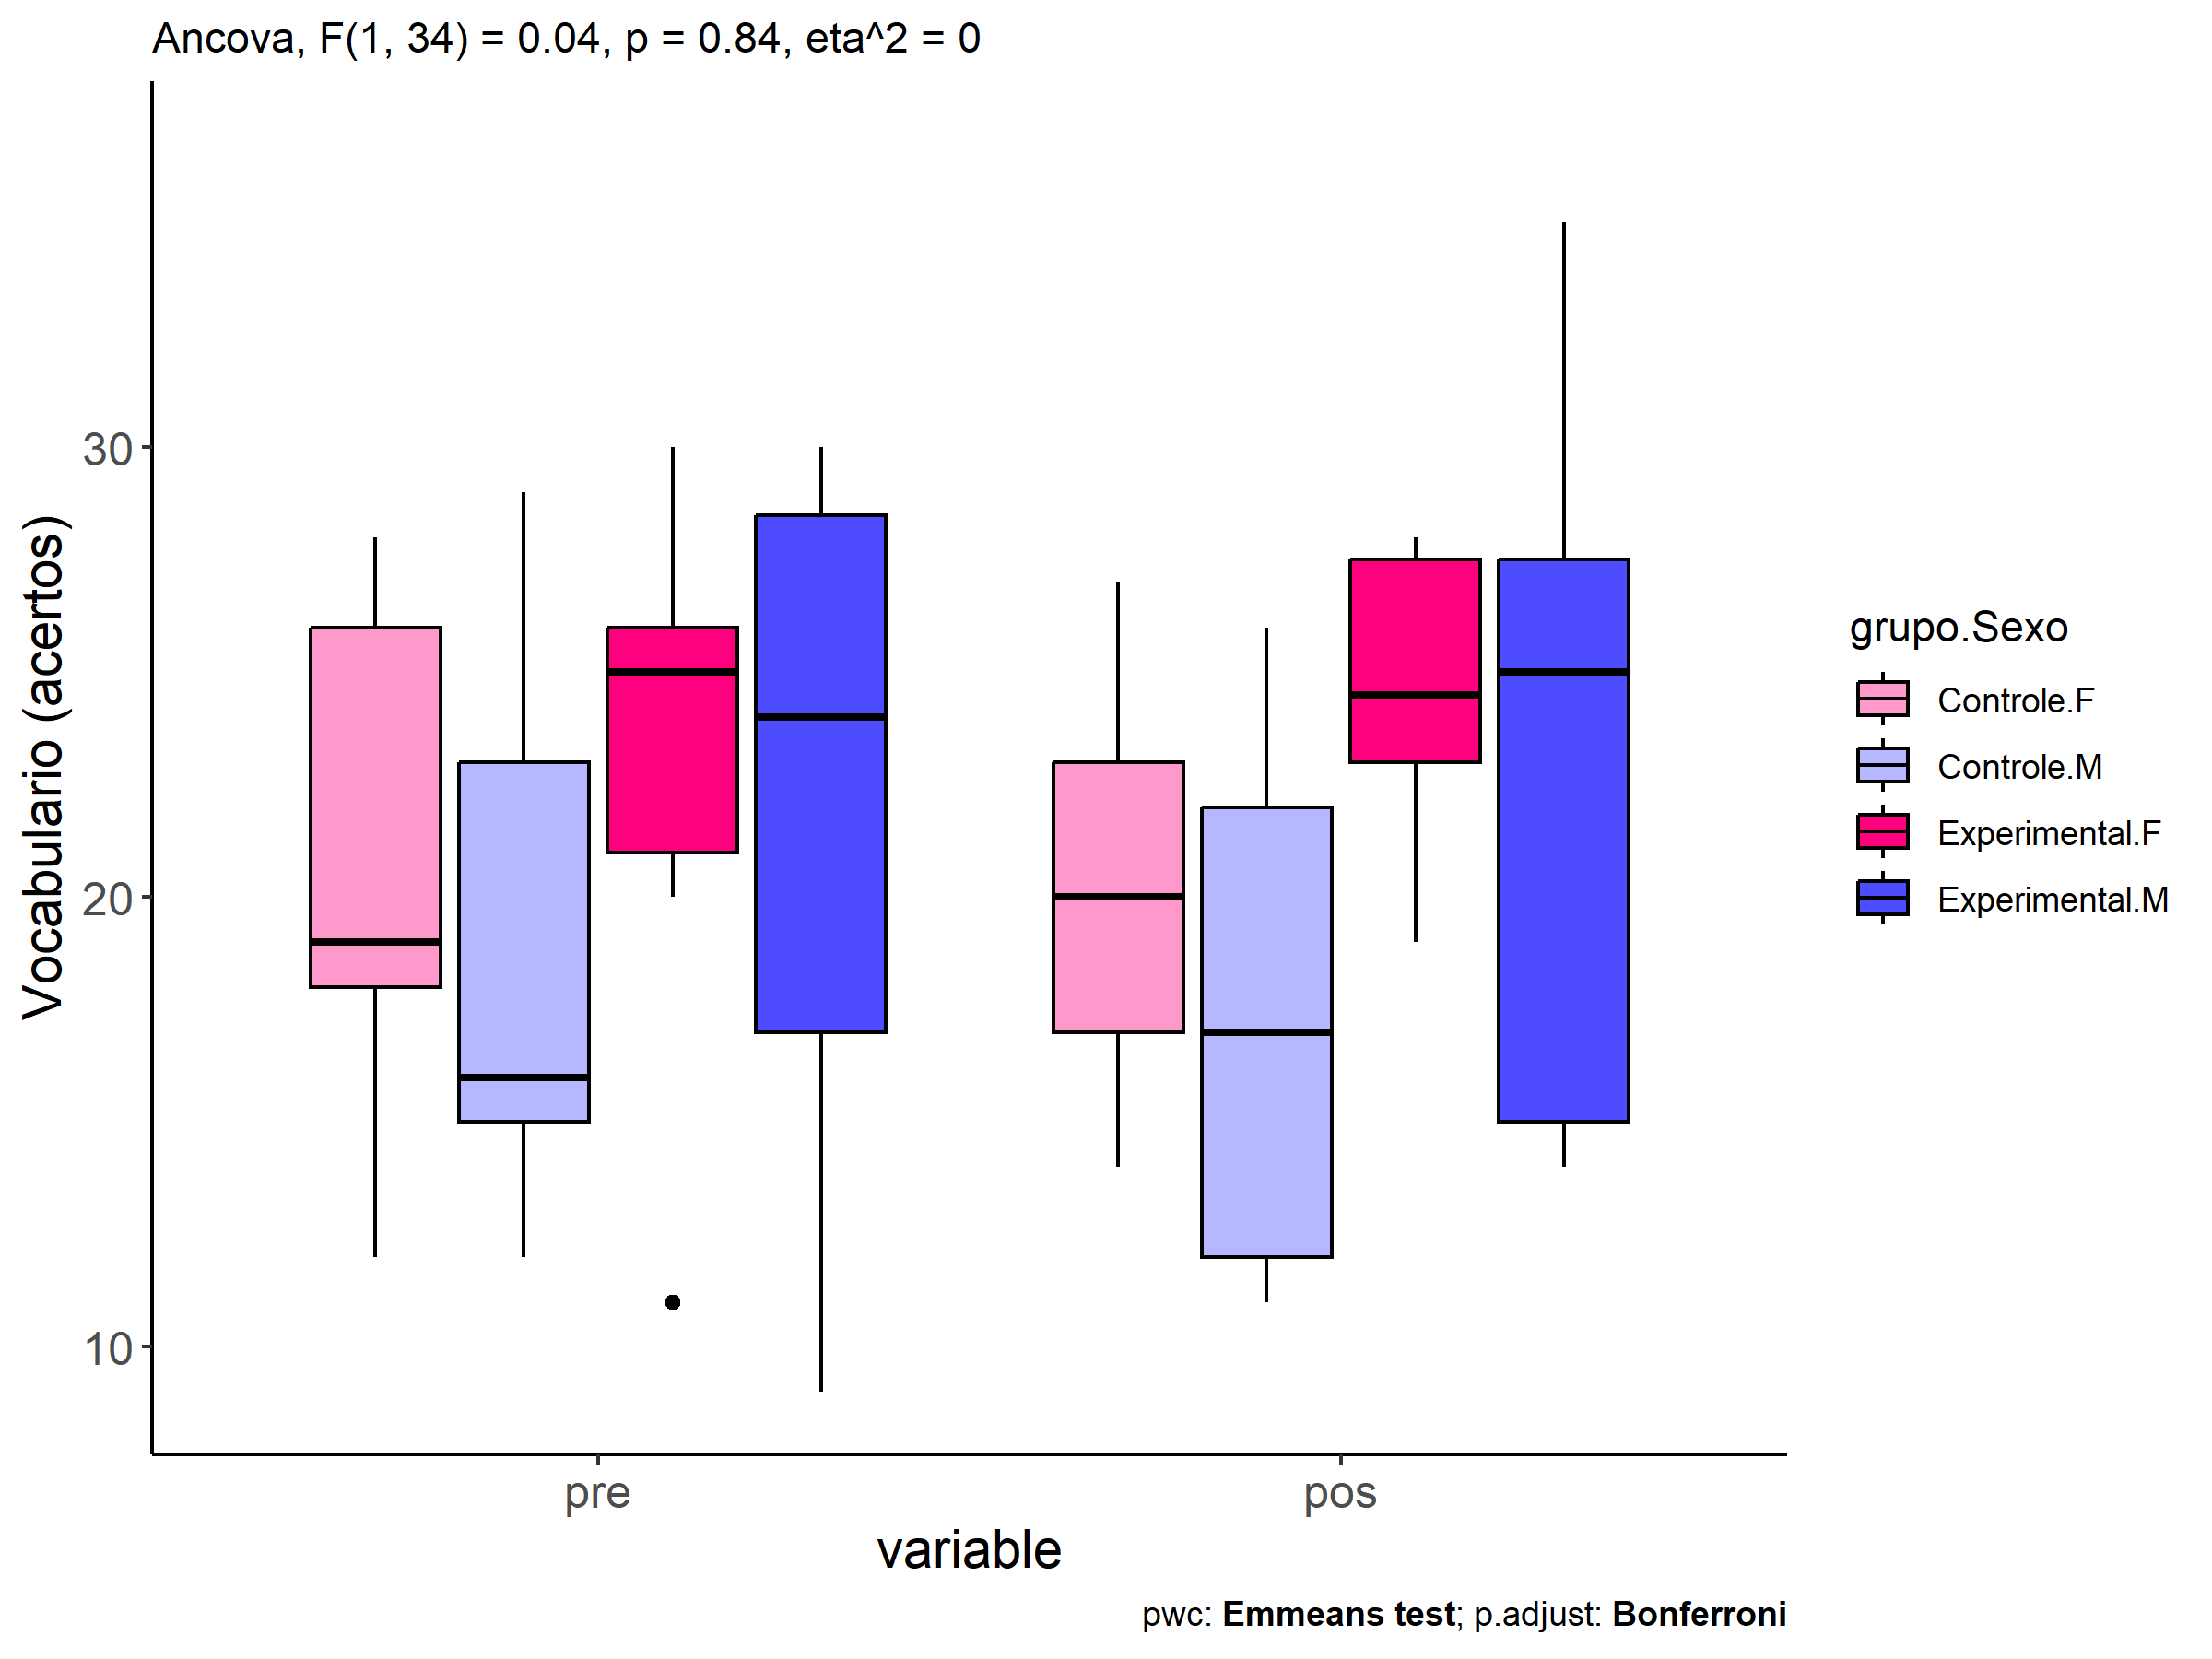 Ancova, F(1, 34) = 0.04, p = 0.84, eta^2 = 0
Vocabulario (acertos)
30
20
10
pre
pos
variable
grupo.Sexo
Controle.F
Controle.M
Experimental.F
Experimental.M
pwc: Emmeans test; p.adjust: Bonferroni